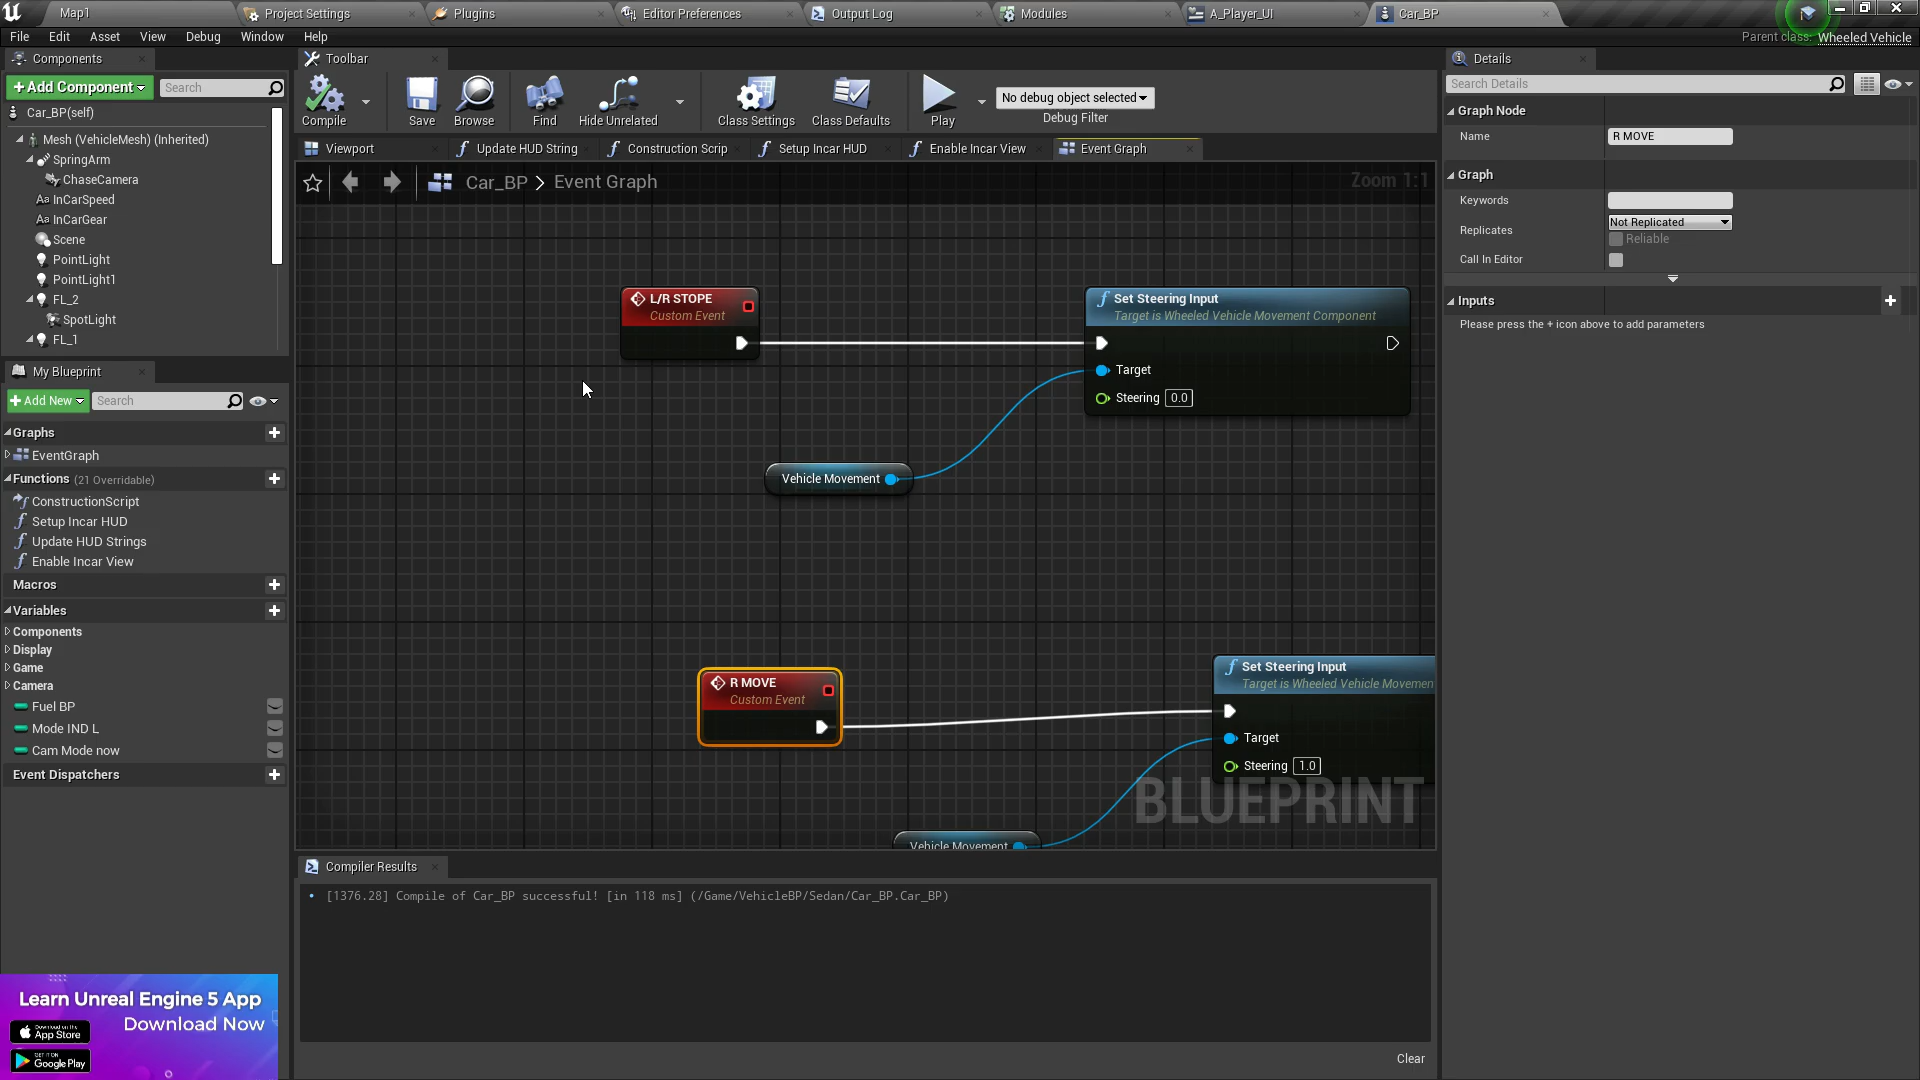 Map1
Project Settings
Plugins
Editor Preferences
Output Log
Modules
A_Player_UI
Car_BP
File Edit Asset View Debug Window Help
Parent class: Wheeled Vehicle
Components
+Add Component
Search
Car_BP(self)
Mesh (VehicleMesh) (Inherited)
SpringArm
ChaseCamera
InCarSpeed
InCarGear
Scene
PointLight
PointLight1
FL_2
SpotLight
FL_1
My Blueprint
+Add New
Search
Graphs
EventGraph
Functions (21 Overridable)
ConstructionScript
Setup Incar HUD
Update HUD Strings
Enable Incar View
Macros
Variables
Components
Display
Game
Camera
Fuel BP
Mode IND L
Cam Mode now
Event Dispatchers
Learn Unreal Engine 5 App
Download Now
Download on the
App Store
GET IT ON
Google Play
Toolbar
Compile
Save
Browse
Find
Hide Unrelated
Class Settings
Class Defaults
Play
No debug object selected
Debug Filter
Viewport
Update HUD String
Construction Scrip
Setup Incar HUD
Enable Incar View
Event Graph
Car_BP > Event Graph
Zoom 1:1
L/R STOPE
Custom Event
Set Steering Input
Target is Wheeled Vehicle Movement Component
Target
Steering 0.0
Vehicle Movement
R MOVE
Custom Event
Set Steering Input
Target is Wheeled Vehicle Movemen
Target
Steering 1.0
Vehicle Movement
BLUEPRINT
Compiler Results
[1376.28] Compile of Car_BP successful! [in 118 ms] (/Game/VehicleBP/Sedan/Car_BP.Car_BP)
Clear
Details
Search Details
Graph Node
Name R MOVE
Graph
Keywords
Replicates Not Replicated
Reliable
Call In Editor
Inputs
Please press the + icon above to add parameters